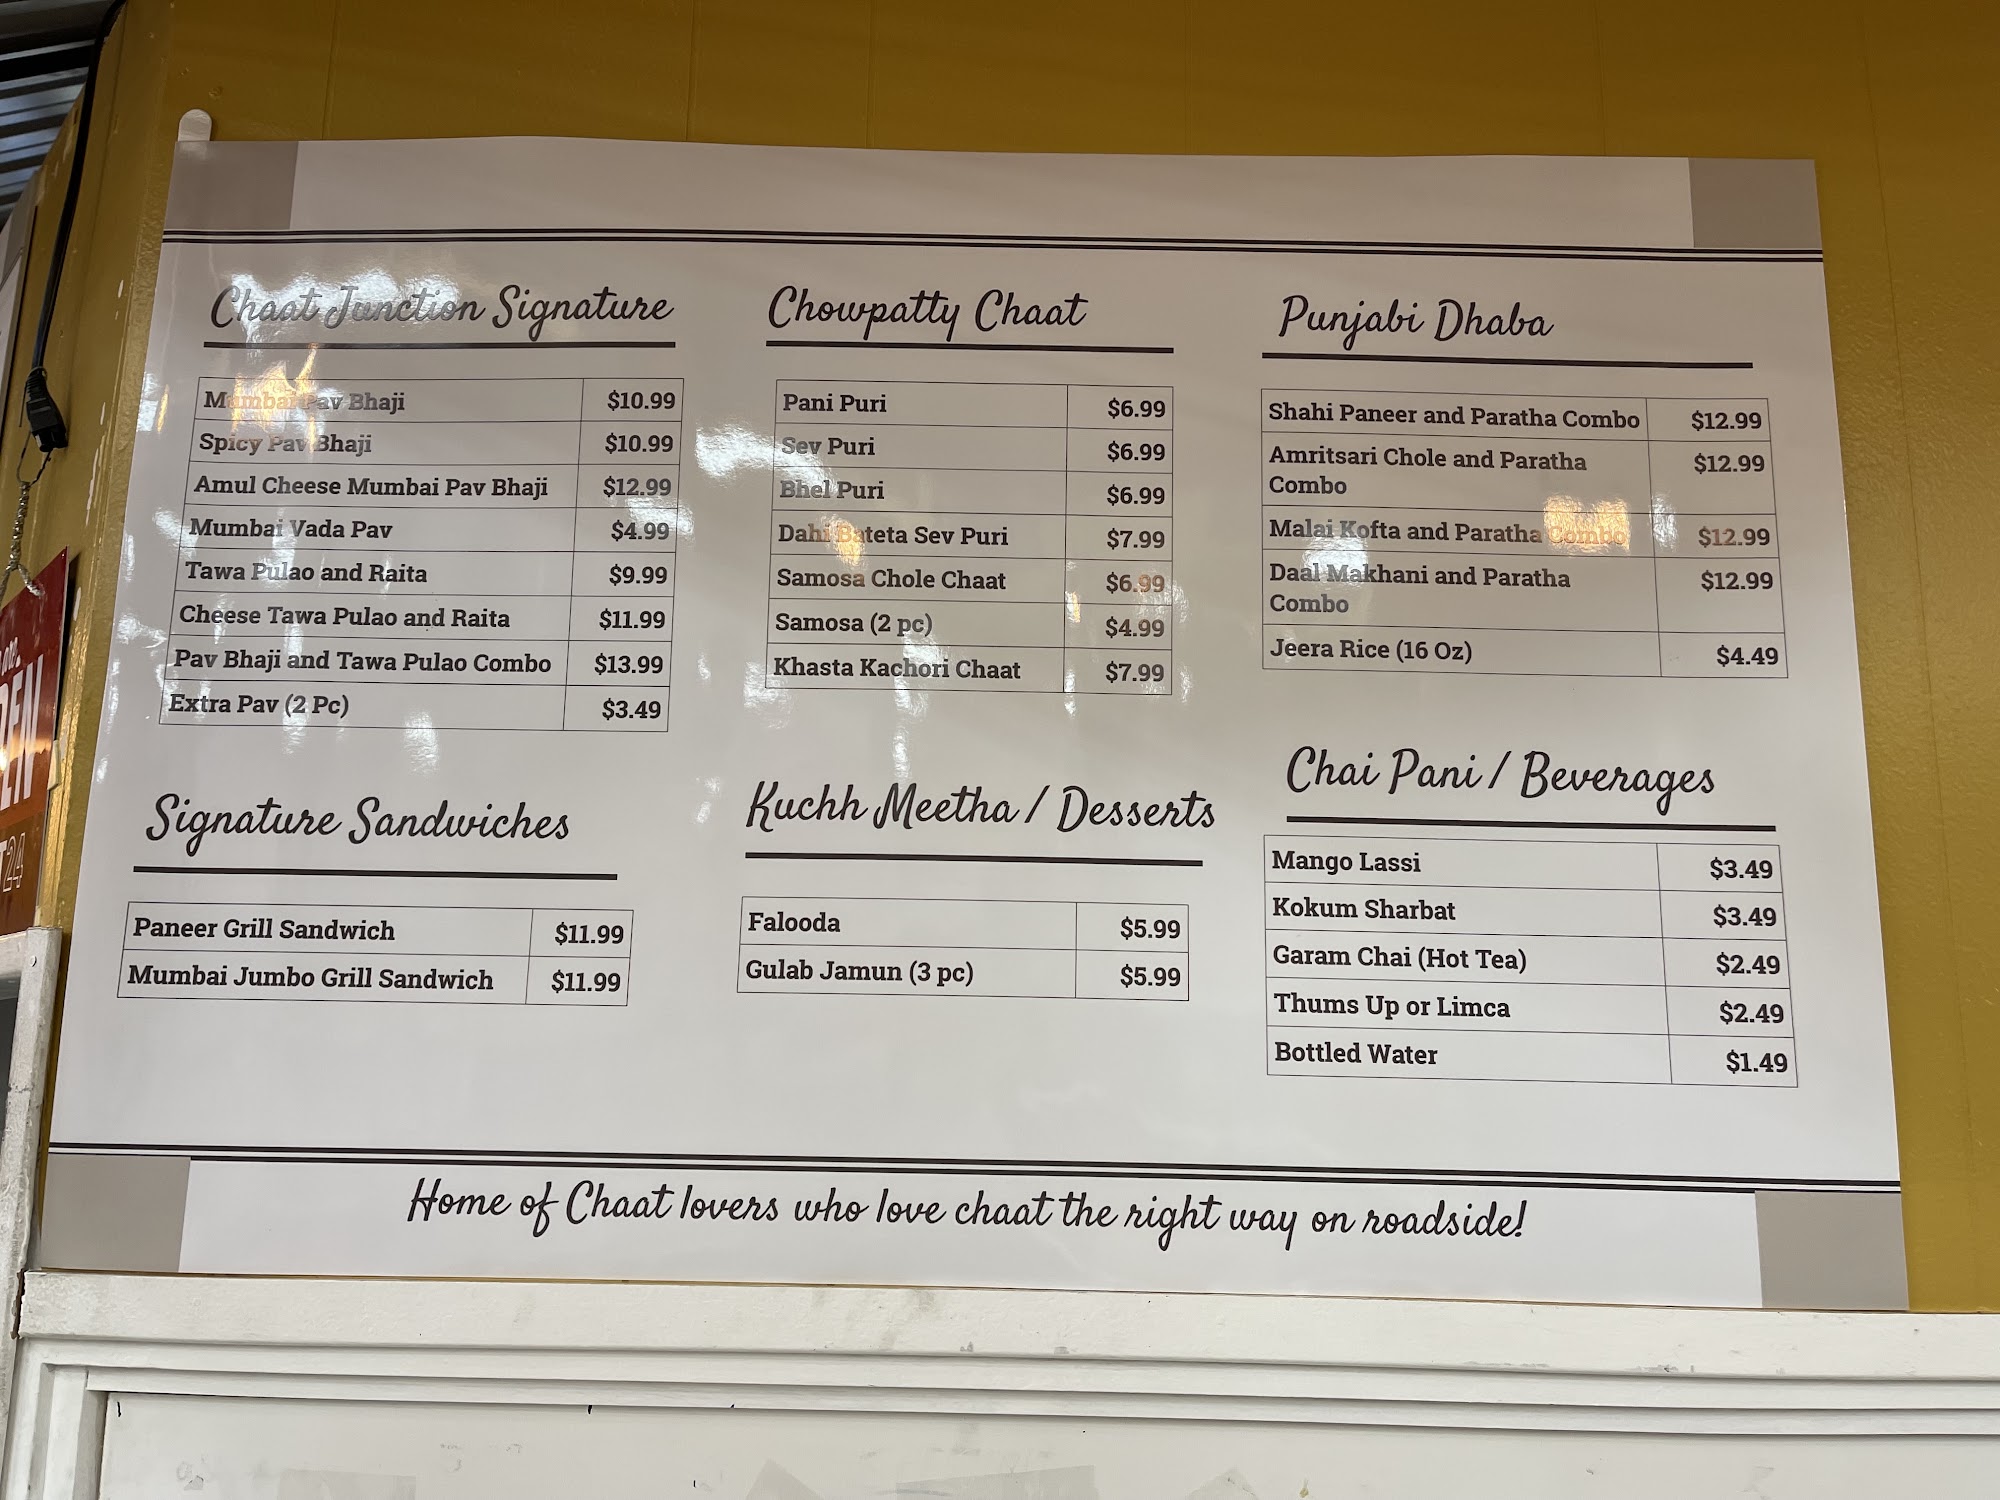 Chaat Junction Signature
Mumbai Pav Bhaji $10.99
Spicy Pav Bhaji $10.99
Amul Cheese Mumbai Pav Bhaji $12.99
Mumbai Vada Pav $4.99
Tawa Pulao and Raita $9.99
Cheese Tawa Pulao and Raita $11.99
Pav Bhaji and Tawa Pulao Combo $13.99
Extra Pav (2 Pc) $3.49
Signature Sandwiches
Paneer Grill Sandwich $11.99
Mumbai Jumbo Grill Sandwich $11.99
Chowpatty Chaat
Pani Puri $6.99
Sev Puri $6.99
Bhel Puri $6.99
Dahi Bateta Sev Puri $7.99
Samosa Chole Chaat $6.99
Samosa (2 pc) $4.99
Khasta Kachori Chaat $7.99
Kuchh Meetha / Desserts
Falooda $5.99
Gulab Jamun (3 pc) $5.99
Punjabi Dhaba
Shahi Paneer and Paratha Combo $12.99
Amritsari Chole and Paratha $12.99
Combo
Malai Kofta and Paratha Combo $12.99
Daal Makhani and Paratha $12.99
Combo
Jeera Rice (16 Oz) $4.49
Chai Pani / Beverages
Mango Lassi $3.49
Kokum Sharbat $3.49
Garam Chai (Hot Tea) $2.49
Thums Up or Limca $2.49
Bottled Water $1.49
Home of Chaat lovers who love chaat the right way on roadside!